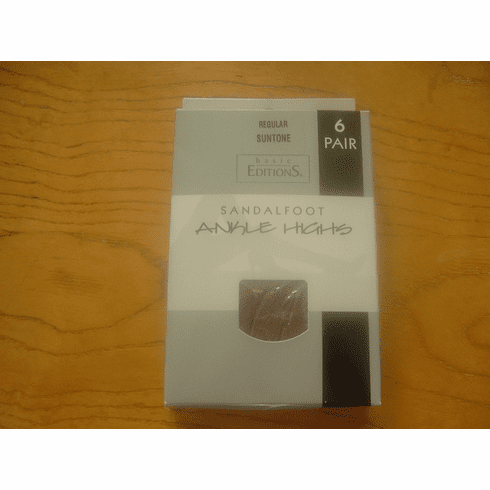 REGULAR
SUNTONE
6
PAIR
Basic
EDITIONS.
SANDALFOOT
ANKLE HIGHS